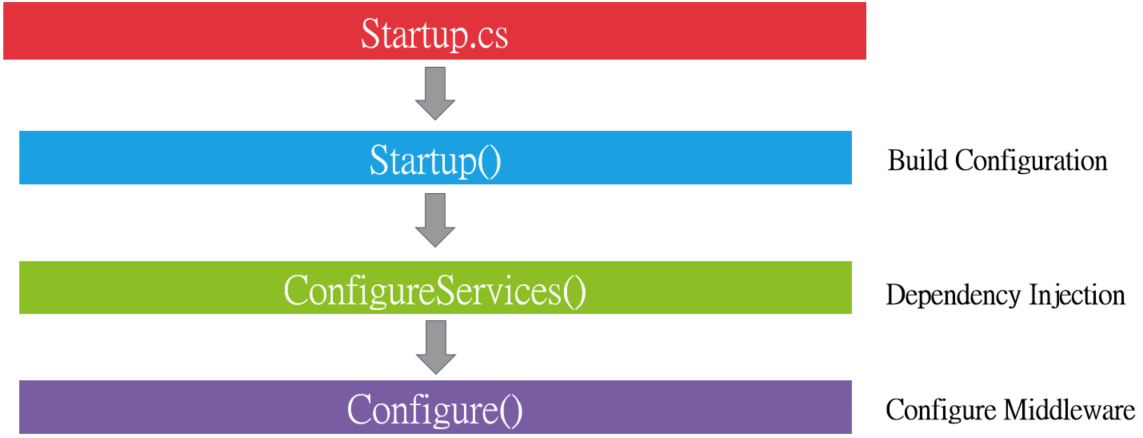 Startup.cs
Startup()
Build Configuration
ConfigureServices()
Dependency Injection
Configure()
Configure Middleware